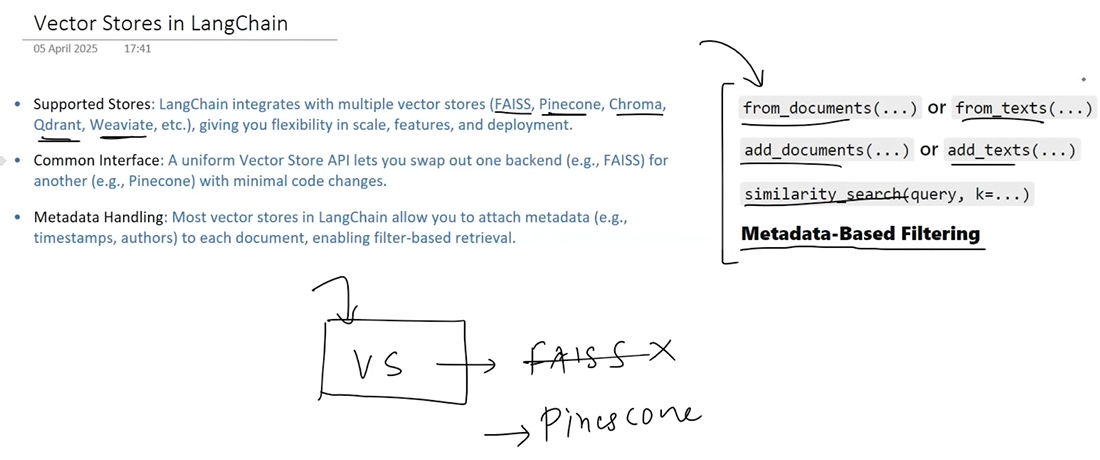 Vector Stores in LangChain
05 April 2025 17:41
• Supported Stores: LangChain integrates with multiple vector stores (FAISS, Pinecone, Chroma,
Qdrant, Weaviate, etc.), giving you flexibility in scale, features, and deployment.
• Common Interface: A uniform Vector Store API lets you swap out one backend (e.g., FAISS) for
another (e.g., Pinecone) with minimal code changes.
• Metadata Handling: Most vector stores in LangChain allow you to attach metadata (e.g.,
timestamps, authors) to each document, enabling filter-based retrieval.
from_documents(...) or from_texts(...)
add_documents(...) or add_texts(...)
similarity_search(query, k=...)
Metadata-Based Filtering
VS → FAISS X
→ Pinescone